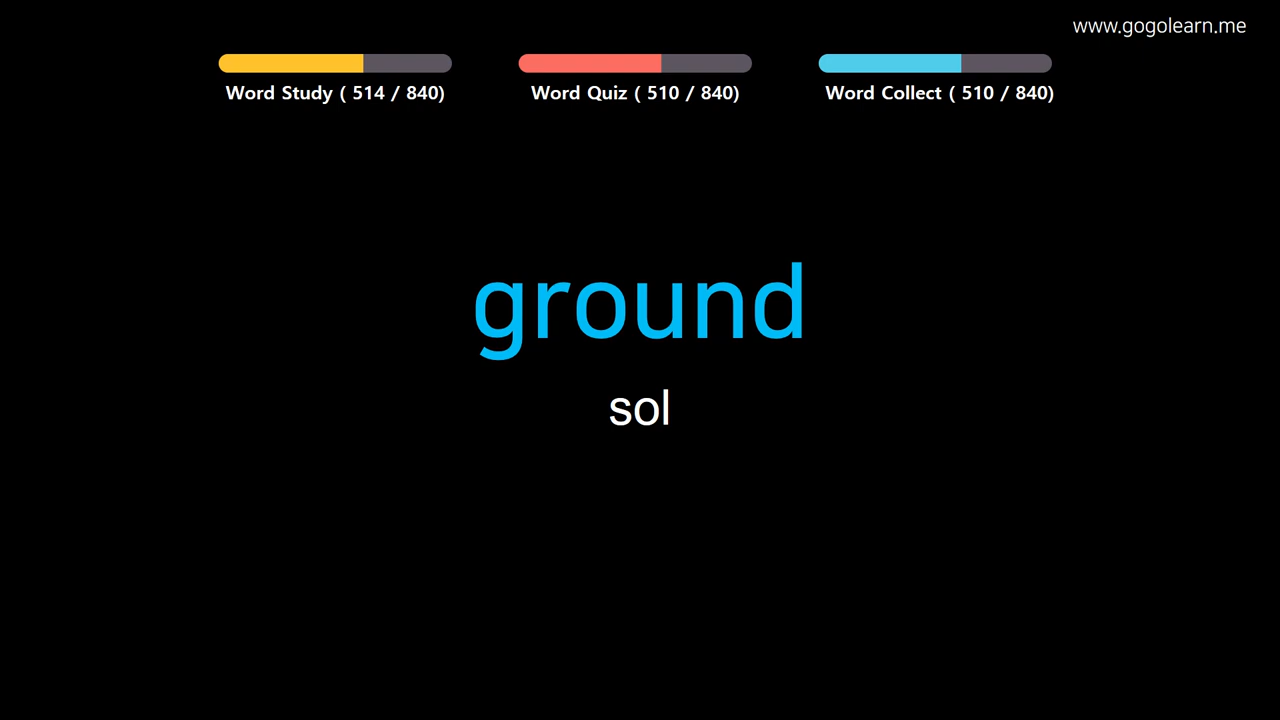 www.gogolearn.me
Word Study ( 514 / 840)
Word Quiz ( 510 / 840)
Word Collect ( 510 / 840)
ground
sol